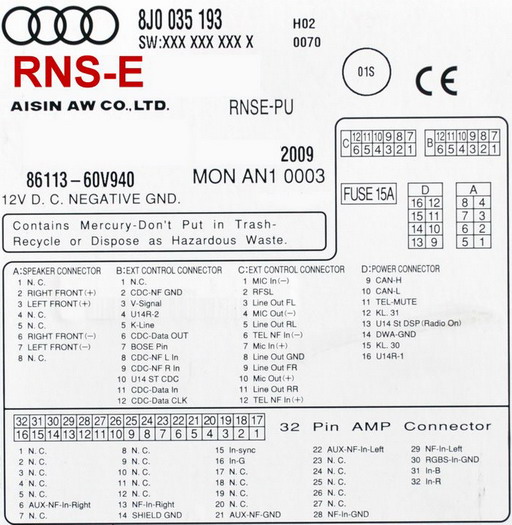 8J0 035 193 H02
SW:XXX XXX XXX X 0070
RNS-E
01S
AISIN AW CO.,LTD. RNSE-PU
C 12 11 10 9 8 7
6 5 4 3 2 1
B 12 11 10 9 8 7
6 5 4 3 2 1
2009
86113-60V940 MON AN1 0003
12V D. C. NEGATIVE GND.
FUSE 15A
D
16 12
15 11
14 10
13 9
A
8 4
7 3
6 2
5 1
Contains Mercury-Don't Put in Trash-
Recycle or Dispose as Hazardous Waste.
A:SPEAKER CONNECTOR
1 N. C.
2 RIGHT FRONT(+)
3 LEFT FRONT(+)
4 N. C.
5 N. C.
6 RIGHT FRONT(-)
7 LEFT FRONT(-)
8 N. C.
B:EXT CONTROL CONNECTOR
1 N.C.
2 CDC-NF GND
3 V-Signal
4 U14R-2
5 K-Line
6 CDC-Data OUT
7 BOSE Pin
8 CDC-NF L In
9 CDC-NF R In
10 U14 ST CDC
11 CDC-Data In
12 CDC-Data CLK
C:EXT CONTROL CONNECTOR
1 MIC In(-)
2 RFSL
3 Line Out FL
4 MIC Out(-)
5 Line Out RL
6 TEL NF In(-)
7 Mic In(+)
8 Line Out GND
9 Line Out FR
10 Mic Out(+)
11 Line Out RR
12 TEL NF In(+)
D:POWER CONNECTOR
9 CAN-H
10 CAN-L
11 TEL-MUTE
12 KL. 31
13 U14 St DSP(Radio On)
14 DWA-GND
15 KL. 30
16 U14R-1
32 31 30 29 28 27 26 25 24 23 22 21 20 19 18 17
16 15 14 13 12 11 10 9 8 7 6 5 4 3 2 1
32 Pin AMP Connector
1 N. C.
2 N. C.
3 N. C.
4 N. C.
5 N. C.
6 AUX-NF-In-Right
7 N. C.
8 N. C.
9 N. C.
10 N. C.
11 N. C.
12 N. C.
13 NF-In-Right
14 SHIELD GND
15 In-sync
16 In-G
17 N. C.
18 N. C.
19 N. C.
20 N. C.
21 AUX-NF-GND
22 AUX-NF-In-Left
23 N. C.
24 N. C.
25 N. C.
26 N. C.
27 N. C.
28 NF-In-GND
29 NF-In-Left
30 RGBS-In-GND
31 In-B
32 In-R